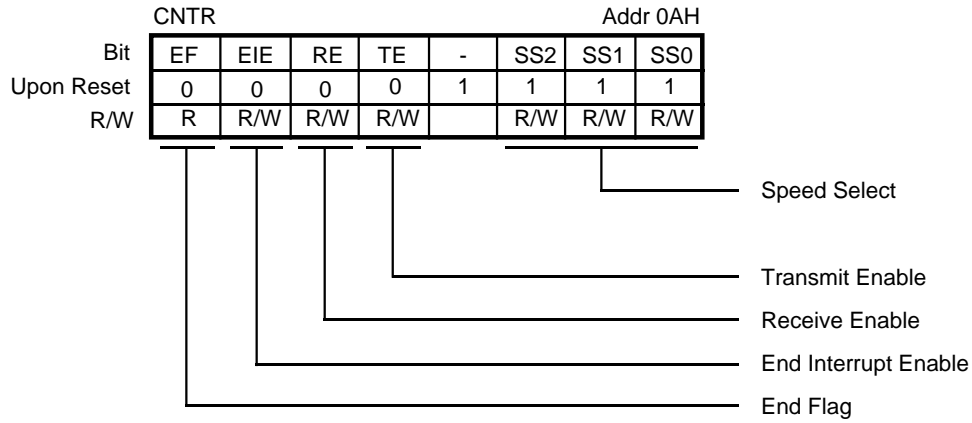 CNTR Addr 0AH
Bit EF EIE RE TE - SS2 SS1 SS0
Upon Reset 0 0 0 0 1 1 1 1
R/W R R/W R/W R/W R/W R/W R/W
Speed Select
Transmit Enable
Receive Enable
End Interrupt Enable
End Flag